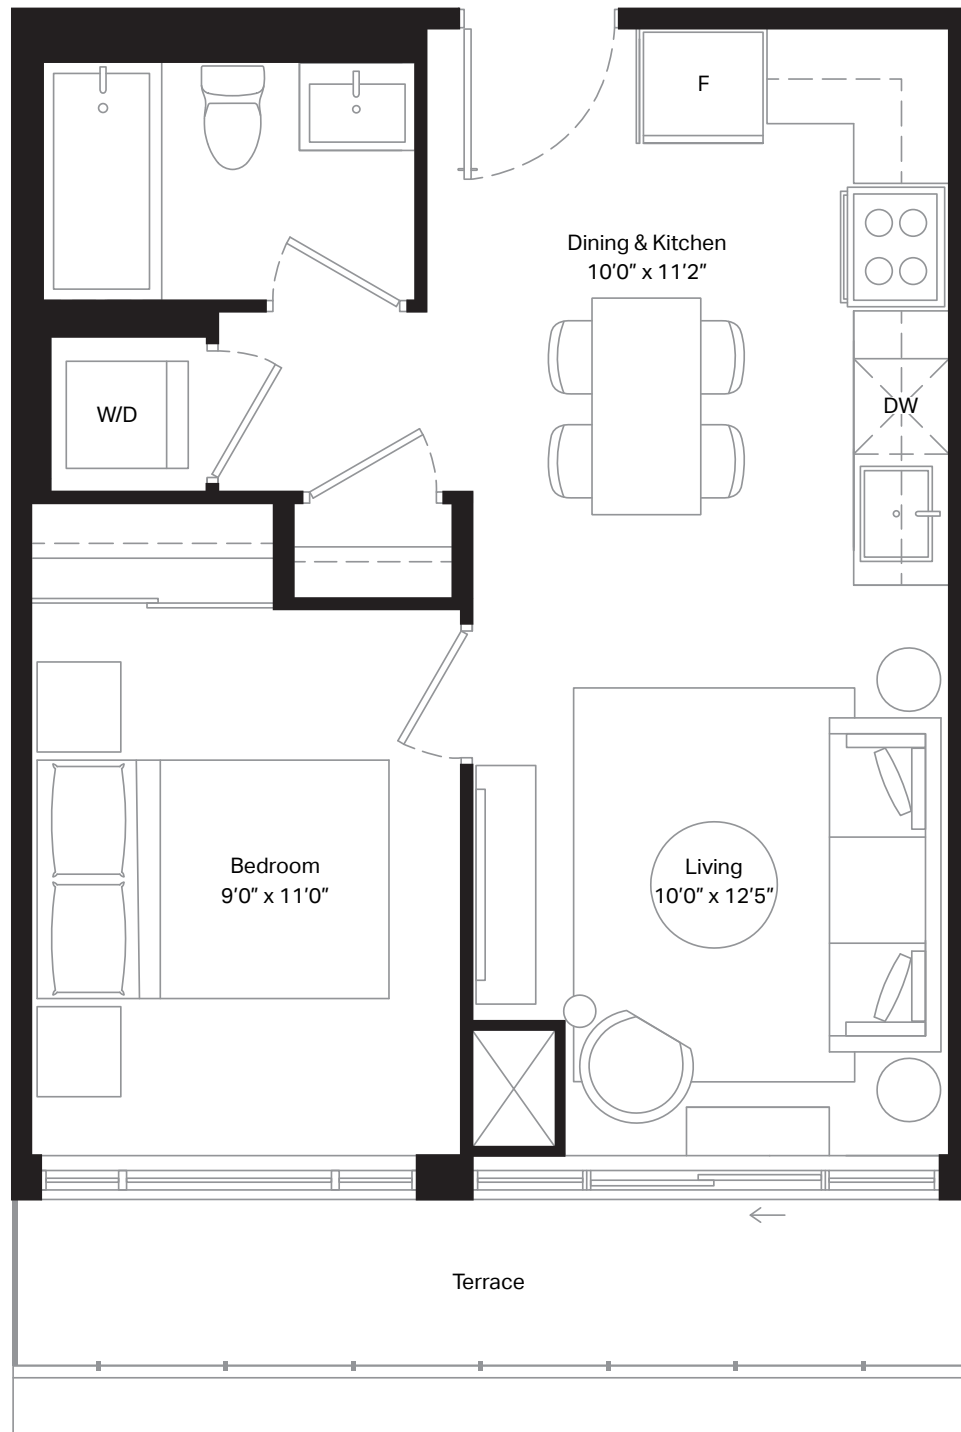 F
Dining & Kitchen
10'0" x 11'2"
W/D
DW
Bedroom
9'0" x 11'0"
Living
10'0" x 12'5"
Terrace